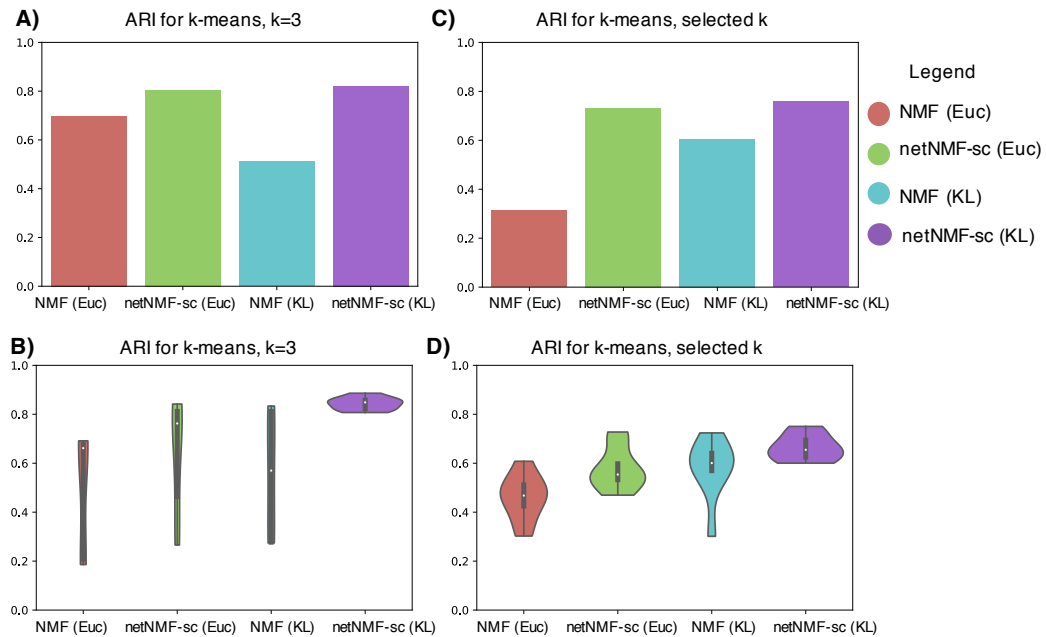 A)
ARI for k-means, k=3
1.0
0.8
0.6
0.4
0.2
0.0
NMF (Euc)
netNMF-sc (Euc)
NMF (KL)
netNMF-sc (KL)
C)
ARI for k-means, selected k
1.0
0.8
0.6
0.4
0.2
0.0
NMF (Euc)
netNMF-sc (Euc)
NMF (KL)
netNMF-sc (KL)
Legend
NMF (Euc)
netNMF-sc (Euc)
NMF (KL)
netNMF-sc (KL)
B)
ARI for k-means, k=3
1.0
0.8
0.6
0.4
0.2
0.0
NMF (Euc)
netNMF-sc (Euc)
NMF (KL)
netNMF-sc (KL)
D)
ARI for k-means, selected k
1.0
0.8
0.6
0.4
0.2
0.0
NMF (Euc)
netNMF-sc (Euc)
NMF (KL)
netNMF-sc (KL)